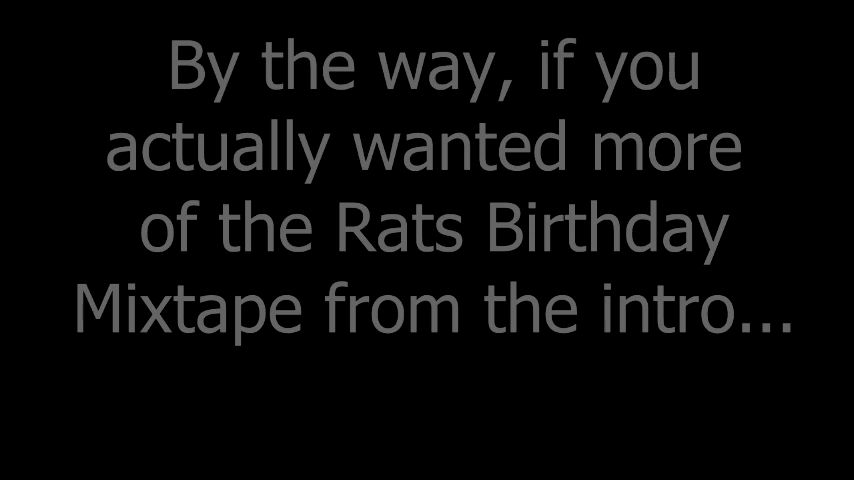 By the way, if you
actually wanted more
of the Rats Birthday
Mixtape from the intro...